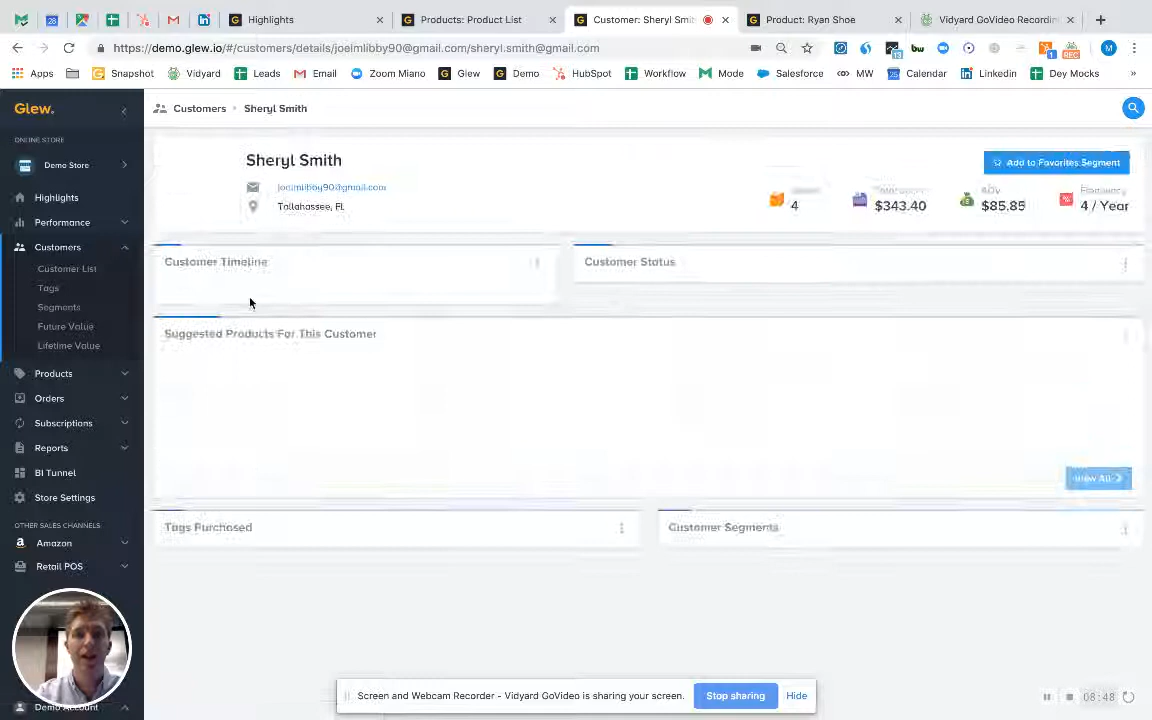 Highlights
Products: Product List
Customer: Sheryl Smit
Product: Ryan Shoe
Vidyard GoVideo Recordin
https://demo.glew.io/#/customers/details/joeimlibby90@gmail.com/sheryl.smith@gmail.com
Apps
Snapshot
Vidyard
Leads
Email
Zoom Miano
Glew
Demo
HubSpot
Workflow
Mode
Salesforce
MW
Calendar
Linkedin
Dev Mocks
Glew.
ONLINE STORE
Demo Store
Highlights
Performance
Customers
Customer List
Tags
Segments
Future Value
Lifetime Value
Products
Orders
Subscriptions
Reports
BI Tunnel
Store Settings
OTHER SALES CHANNELS
Amazon
Retail POS
Demo Account
Customers
Sheryl Smith
Sheryl Smith
joeimlibby90@gmail.com
Tallahassee, FL
Add to Favorites Segment
4
$343.40
AOV
$85.85
Frequency
4 / Year
Customer Timeline
Customer Status
Suggested Products For This Customer
View All
Tags Purchased
Customer Segments
Screen and Webcam Recorder - Vidyard GoVideo is sharing your screen.
Stop sharing
Hide
08:48